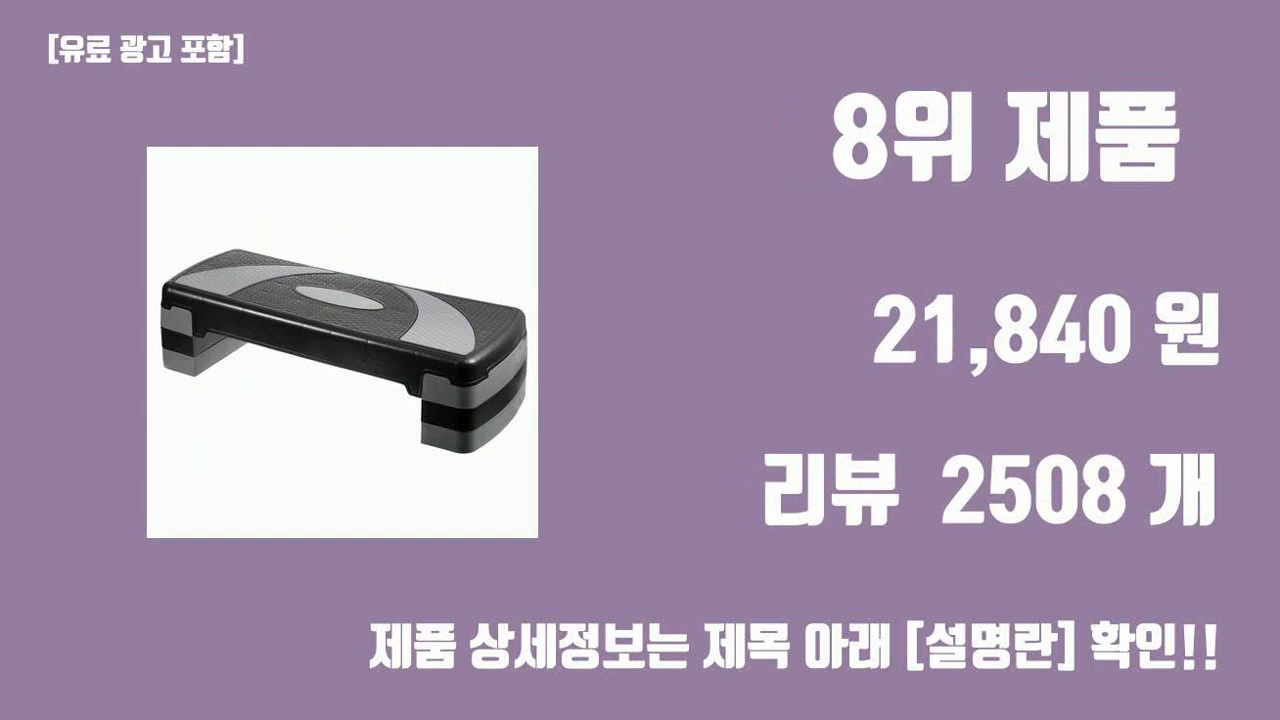 [유료 광고 포함]
8위 제품
21,840 원
리뷰 2508 개
제품 상세정보는 제목 아래 [설명란] 확인!!